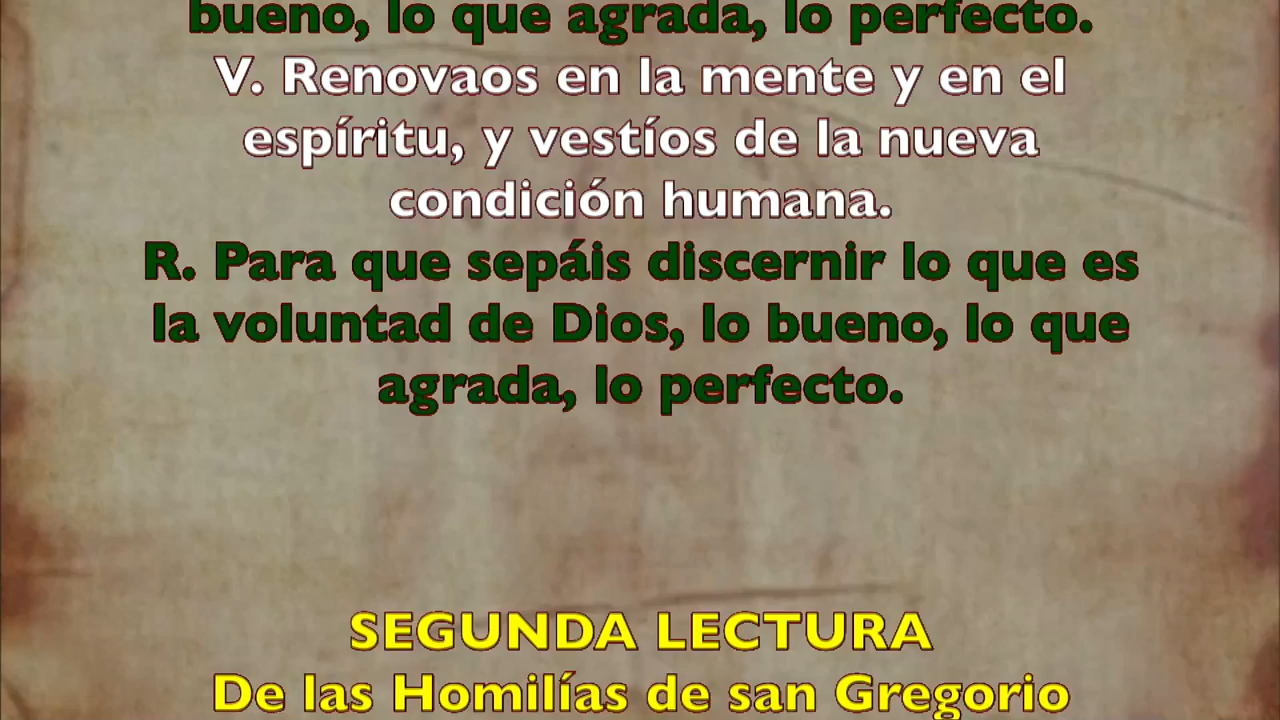 bueno, lo que agrada, lo perfecto.
V. Renovaos en la mente y en el
espíritu, y vestíos de la nueva
condición humana.
R. Para que sepáis discernir lo que es
la voluntad de Dios, lo bueno, lo que
agrada, lo perfecto.
SEGUNDA LECTURA
De las Homilías de san Gregorio